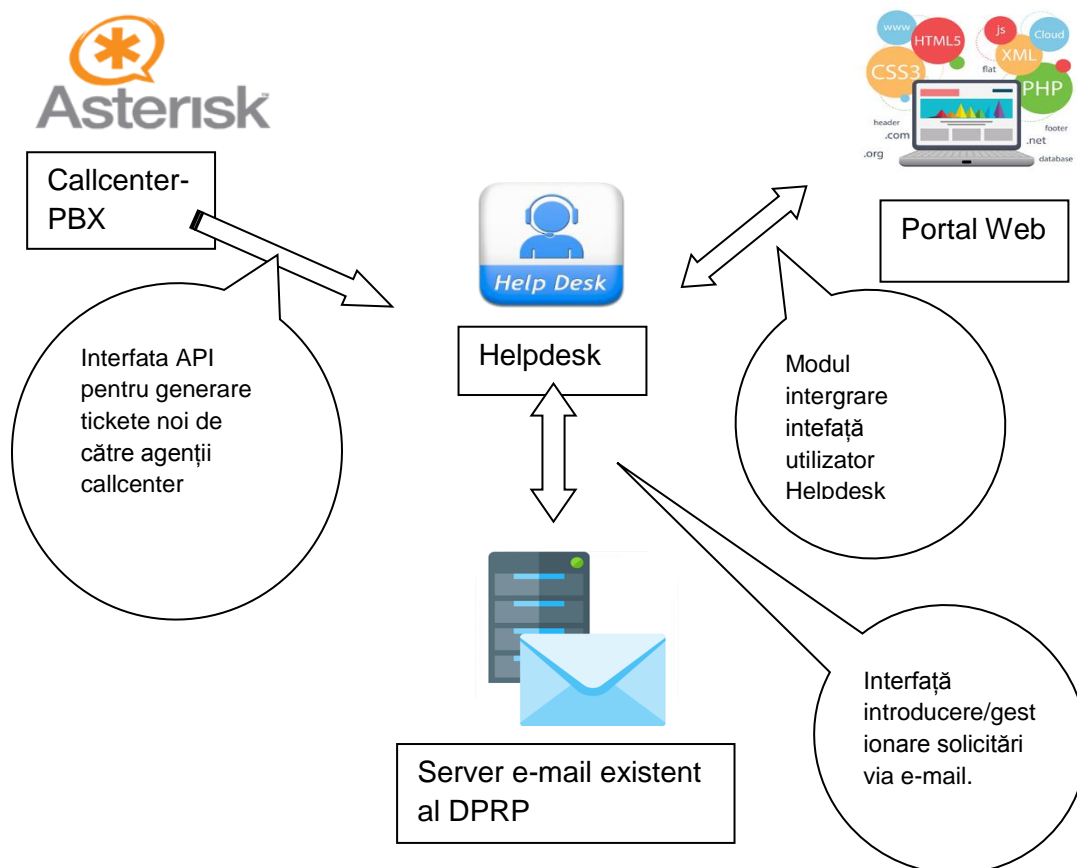 Asterisk™
www
HTML5
js
Cloud
CSS3
flat
XML
PHP
header
.com
footer
.net
.org
database
Callcenter-
PBX
Help Desk
Portal Web
Helpdesk
Interfata API
pentru generare
tickete noi de
către agenții
callcenter
Modul
intergrare
intefață
utilizator
Helpdesk
Server e-mail existent
al DPRP
Interfață
introducere/gest
ionare solicitări
via e-mail.